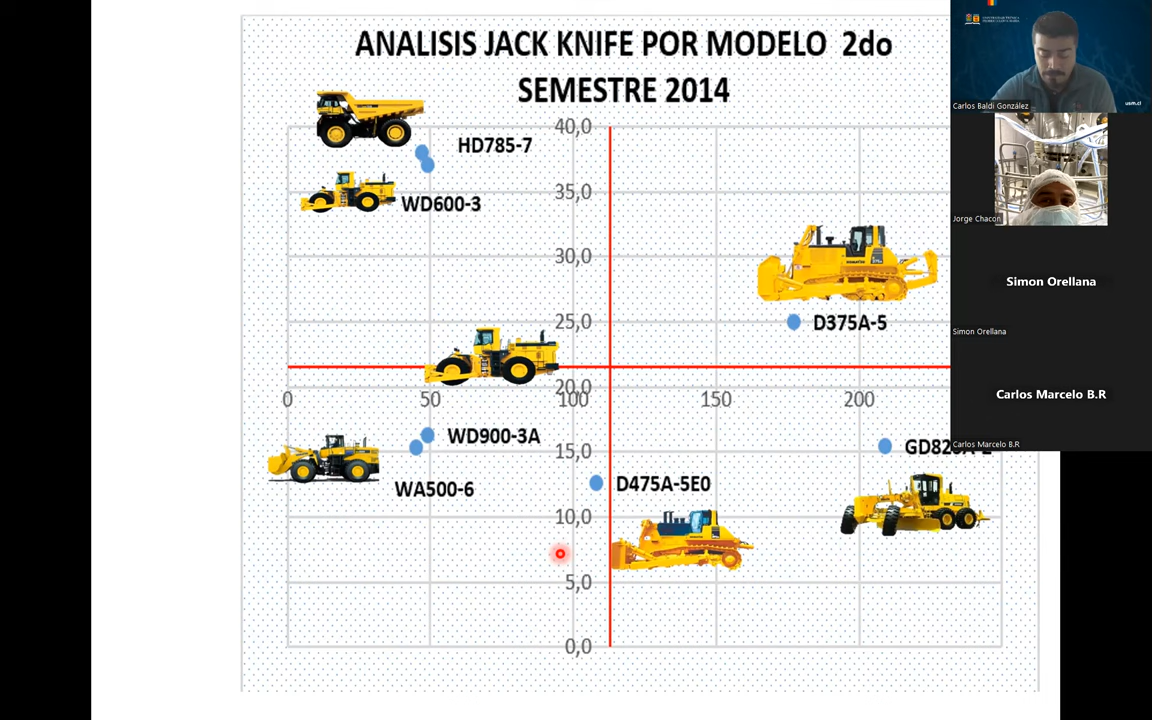 ANALISIS JACK KNIFE POR MODELO 2do
SEMESTRE 2014
40,0
HD785-7
35,0
WD600-3
30,0
25,0
D375A-5
20,0
0
50
100
150
200
WD900-3A
15,0
WA500-6
D475A-5E0
10,0
5,0
0,0
usm.cl
Carlos Baldi González
Jorge Chacon
Simon Orellana
Simon Orellana
Carlos Marcelo B.R
Carlos Marcelo B.R